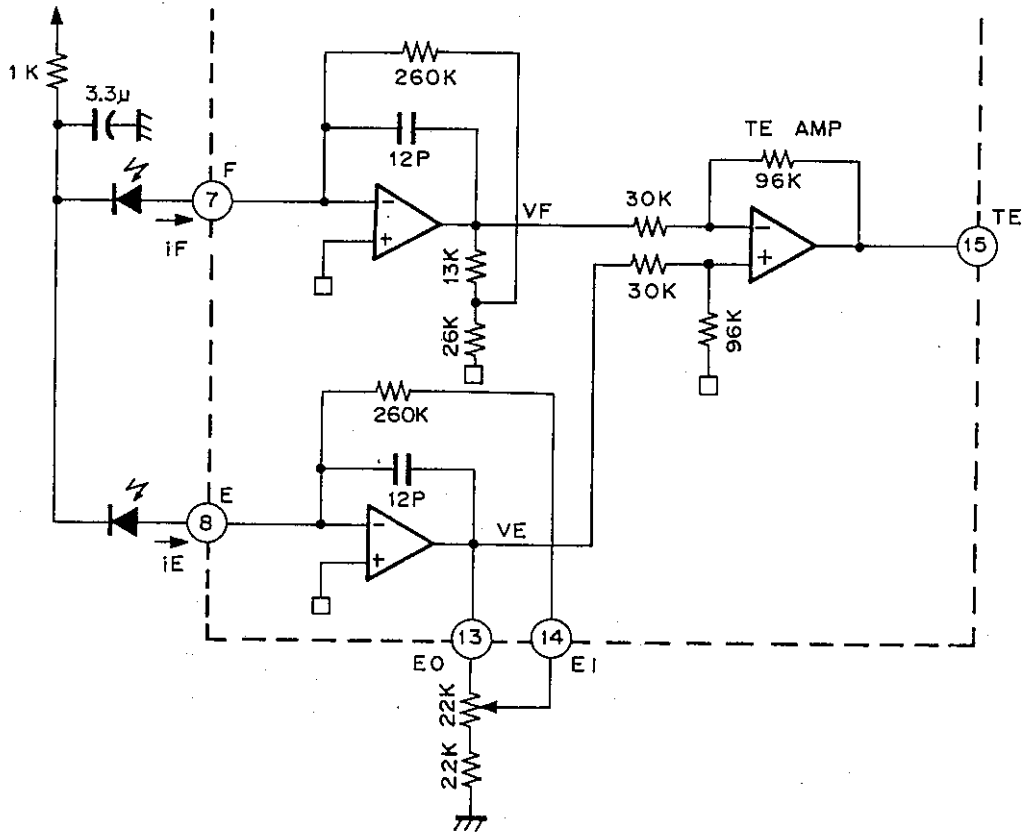 1K
3.3µ
260K
12P
TE AMP
96K
F
7
iF
VF
30K
TE
15
13K
30K
26K
96K
260K
12P
E
8
iE
VE
13
14
E0
E1
22K
22K
- 
+
-
+
-
+